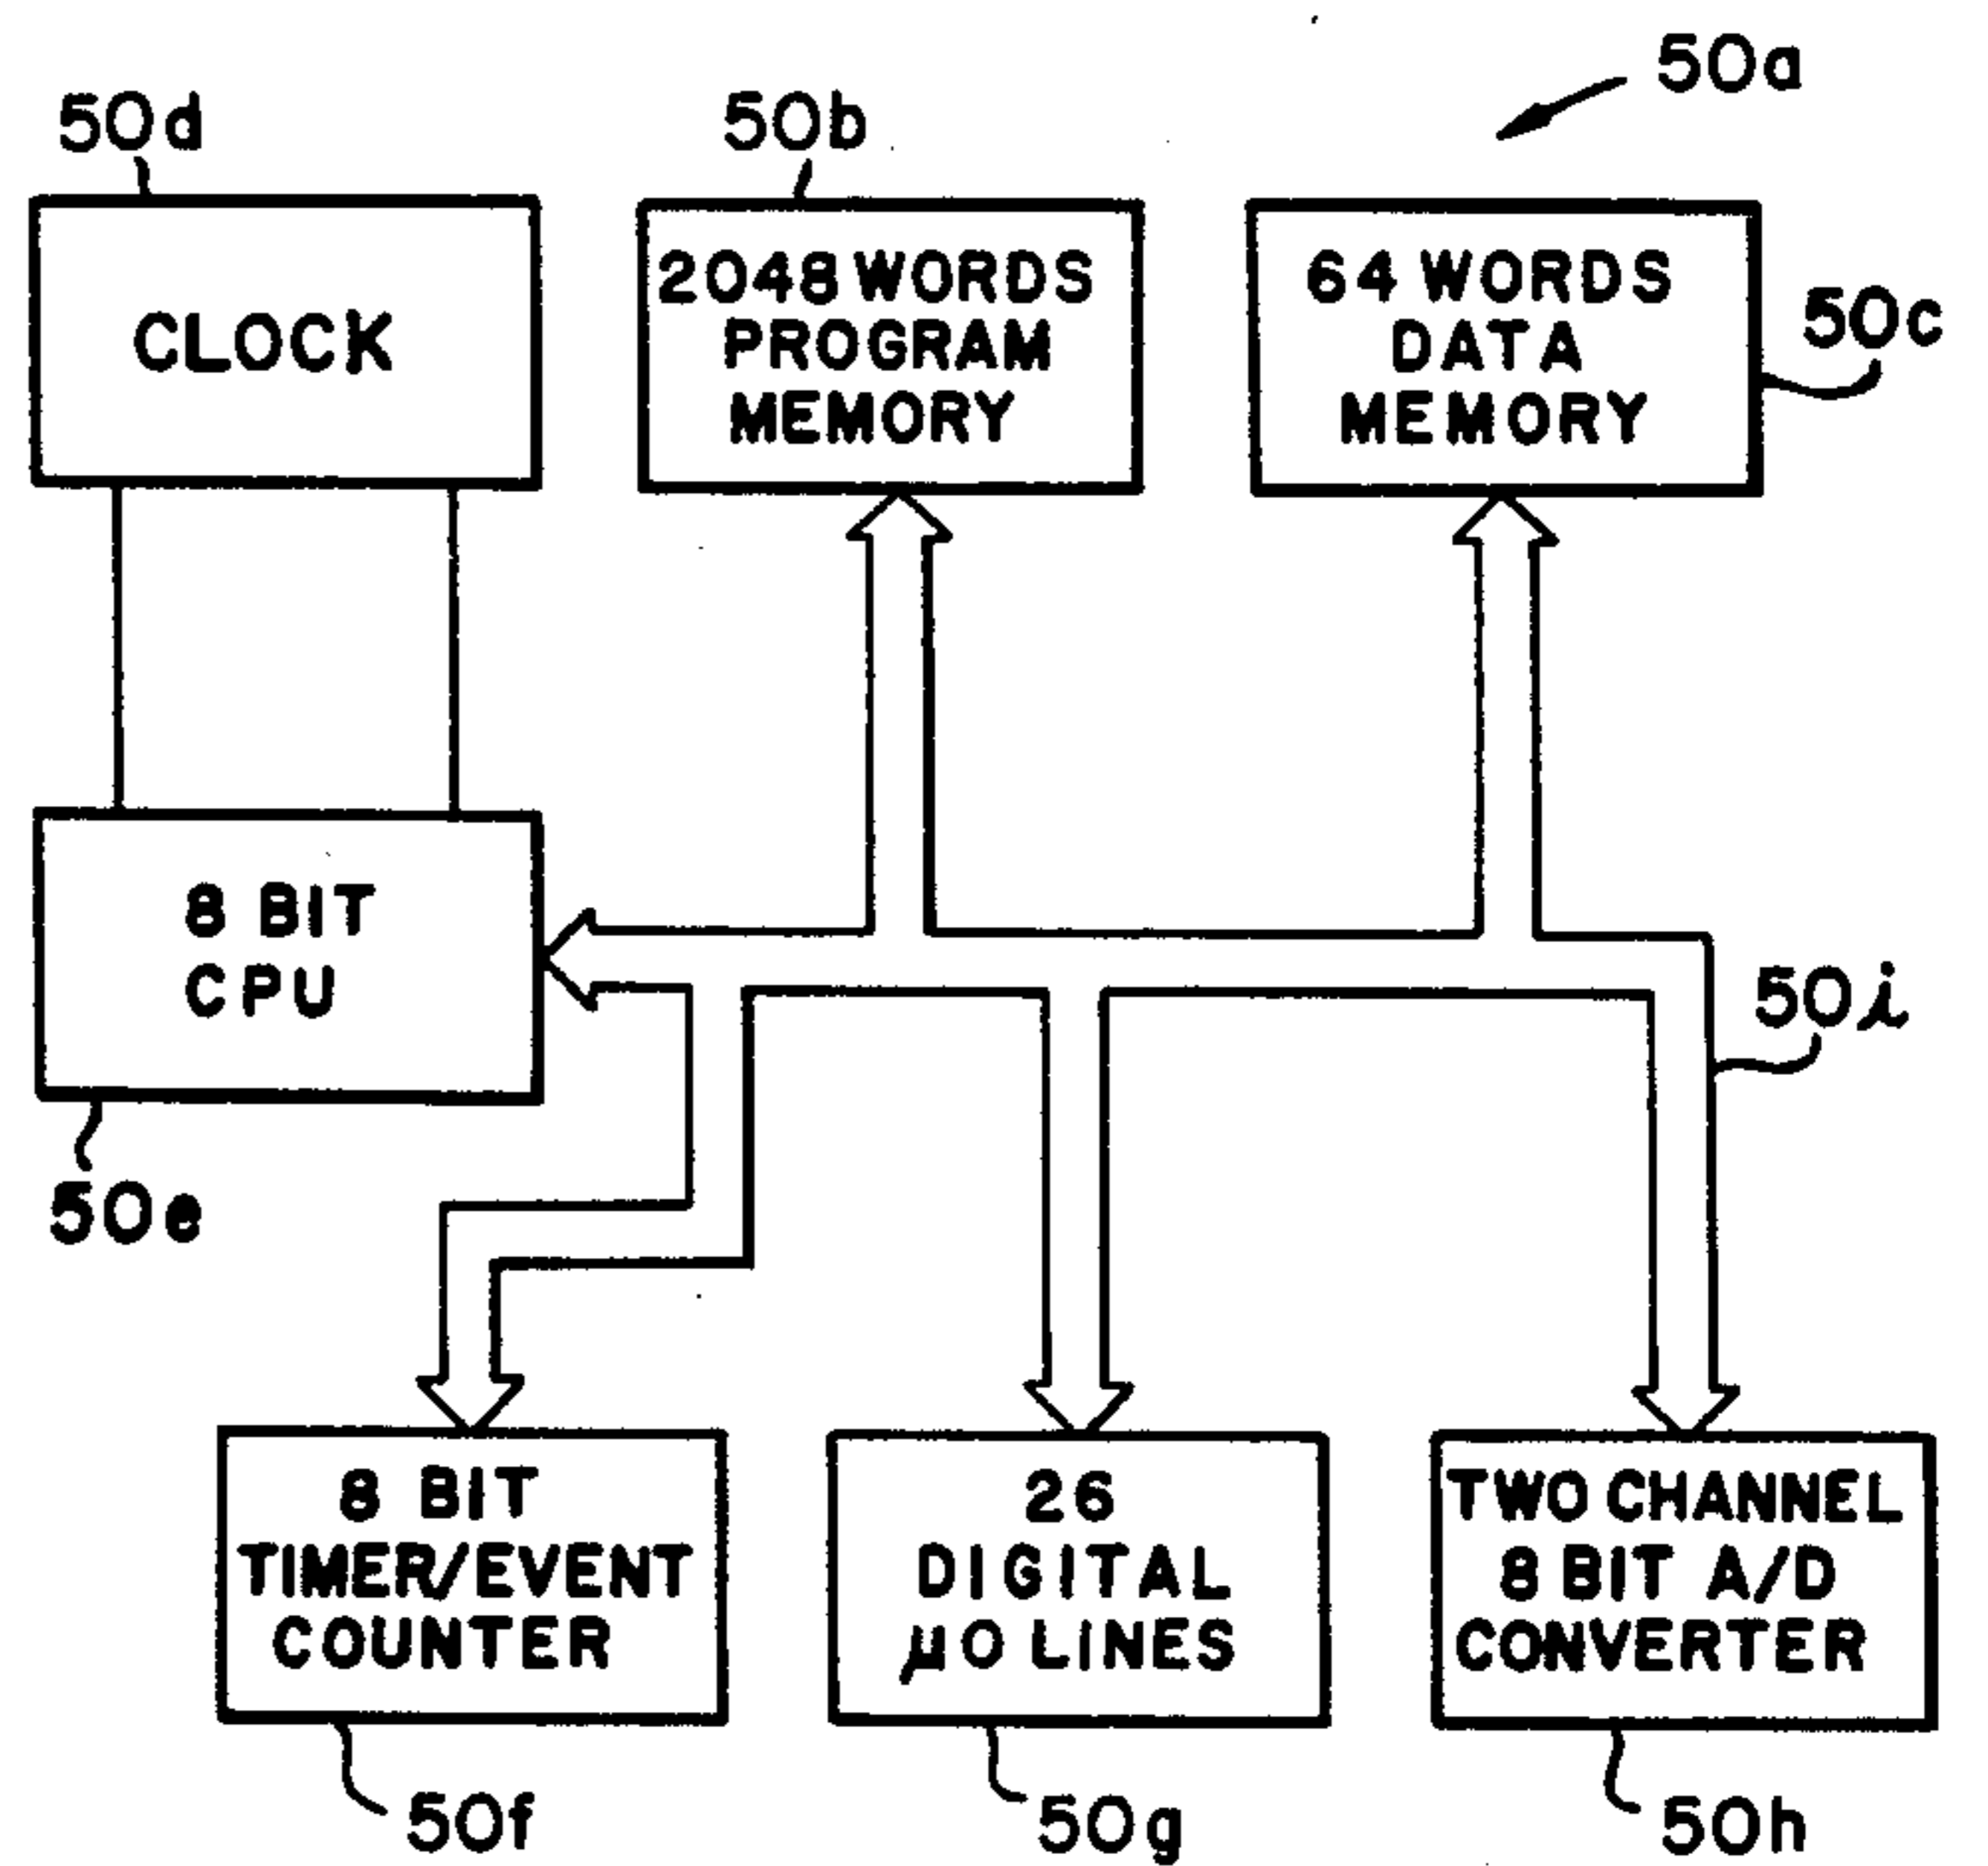 50a
50d
50b
CLOCK
2048 WORDS
PROGRAM
MEMORY
64 WORDS
DATA
MEMORY
50c
8 BIT
CPU
50i
50e
8 BIT
TIMER/EVENT
COUNTER
26
DIGITAL
µO LINES
TWO CHANNEL
8 BIT A/D
CONVERTER
50f
50g
50h